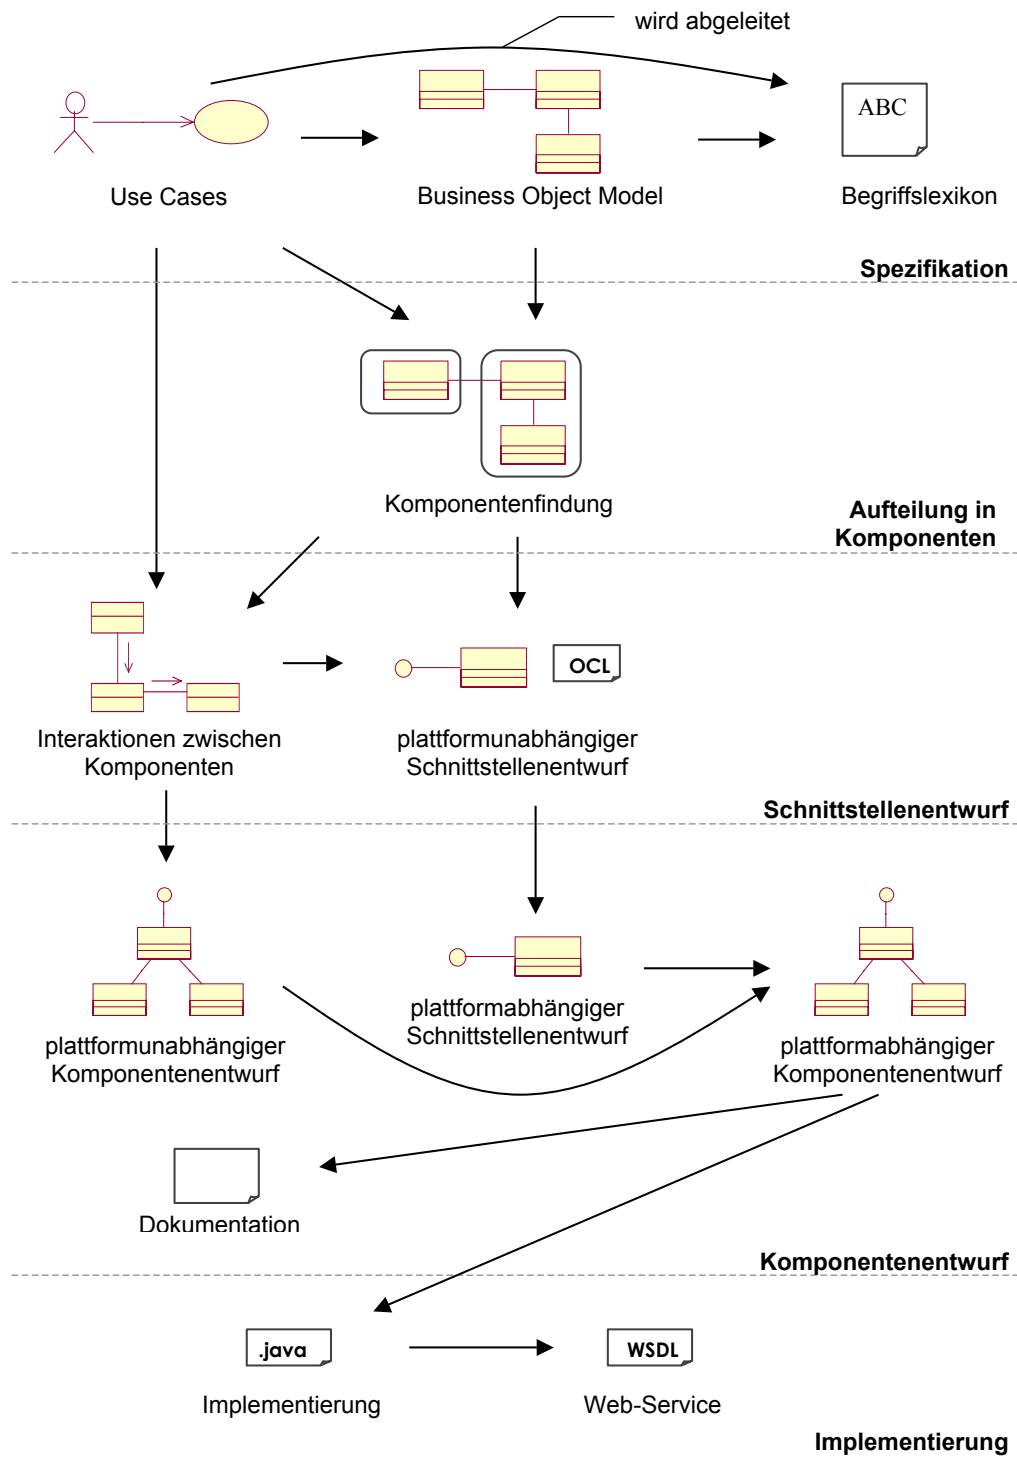 wird abgeleitet
ABC
Use Cases
Business Object Model
Begriffslexikon
Spezifikation
Komponentenfindung
Aufteilung in
Komponenten
OCL
Interaktionen zwischen
Komponenten
plattformunabhängiger
Schnittstellenentwurf
Schnittstellenentwurf
plattformunabhängiger
Komponentenentwurf
plattformabhängiger
Schnittstellenentwurf
plattformabhängiger
Komponentenentwurf
Dokumentation
Komponentenentwurf
.java
WSDL
Implementierung
Web-Service
Implementierung